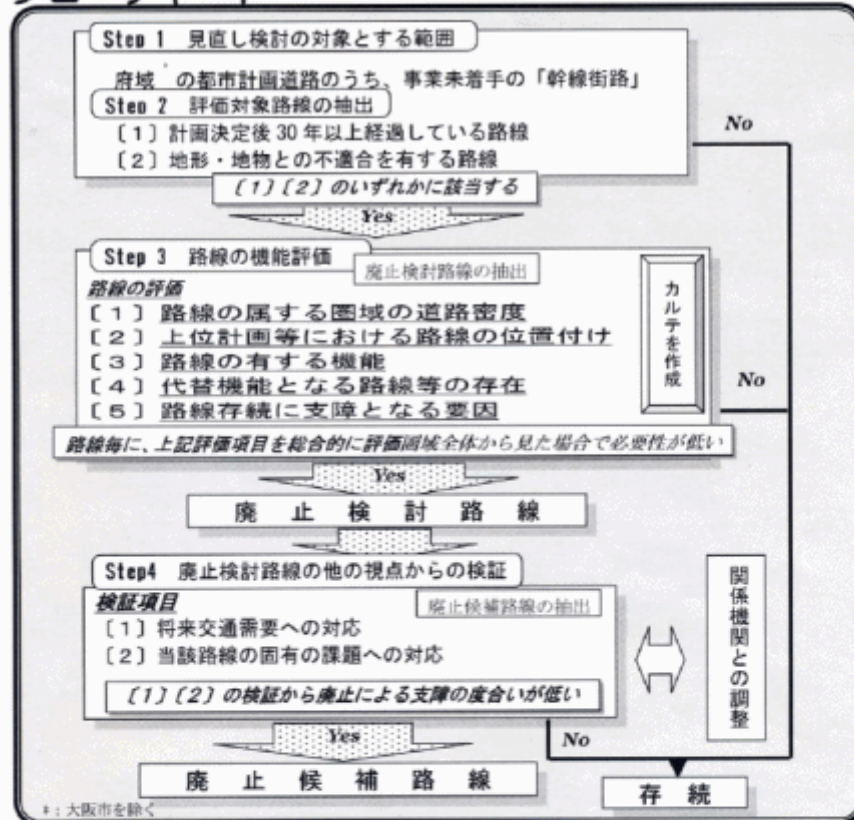 Step 1 見直し検討の対象とする範囲
府域 の都市計画道路のうち、事業未着手の「幹線街路」
Step 2 評価対象路線の抽出
〔1〕計画決定後30年以上経過している路線
〔2〕地形・地物との不適合を有する路線
〔1〕〔2〕のいずれかに該当する
No
Yes
Step 3 路線の機能評価
廃止検討路線の抽出
路線の評価
〔1〕路線の属する圏域の道路密度
〔2〕上位計画等における路線の位置付け
〔3〕路線の有する機能
〔4〕代替機能となる路線等の存在
〔5〕路線存続に支障となる要因
カルテを作成
No
路線毎に、上記評価項目を総合的に評価圏域全体から見た場合で必要性が低い
Yes
廃止検討路線
Step4 廃止検討路線の他の視点からの検証
検証項目
廃止候補路線の抽出
〔1〕将来交通需要への対応
〔2〕当該路線の固有の課題への対応
〔1〕〔2〕の検証から廃止による支障の度合いが低い
関係機関との調整
Yes
No
廃止候補路線
存続
*：大阪市を除く